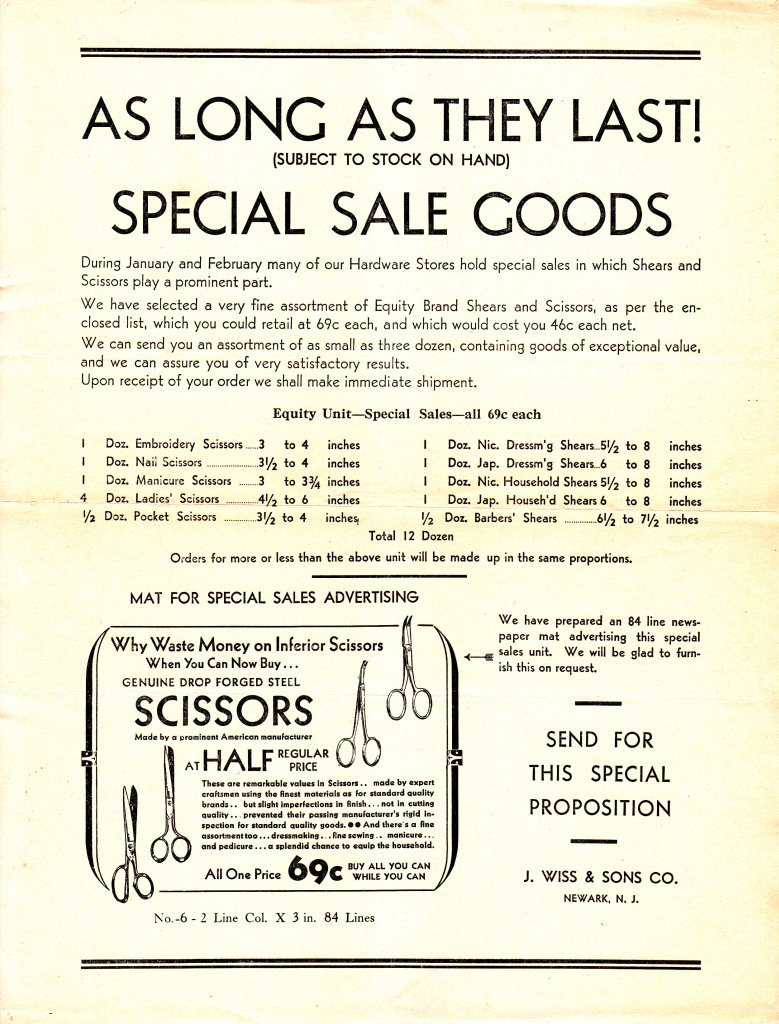 AS LONG AS THEY LAST!
(SUBJECT TO STOCK ON HAND)
SPECIAL SALE GOODS
During January and February many of our Hardware Stores hold special sales in which Shears and
Scissors play a prominent part.
We have selected a very fine assortment of Equity Brand Shears and Scissors, as per the en-
closed list, which you could retail at 69c each, and which would cost you 46c each net.
We can send you an assortment of as small as three dozen, containing goods of exceptional value,
and we can assure you of very satisfactory results.
Upon receipt of your order we shall make immediate shipment.
Equity Unit—Special Sales—all 69c each
1 Doz. Embroidery Scissors.....3 to 4 inches
1 Doz. Nail Scissors ..................3½ to 4 inches
1 Doz. Manicure Scissors ........3 to 3¾ inches
4 Doz. Ladies' Scissors ...........4½ to 6 inches
½ Doz. Pocket Scissors ...........3½ to 4 inches
1 Doz. Nic. Dressm'g Shears...5½ to 8 inches
1 Doz. Jap. Dressm'g Shears...6 to 8 inches
1 Doz. Nic. Household Shears 5½ to 8 inches
1 Doz. Jap. Househ'd Shears 6 to 8 inches
½ Doz. Barbers' Shears ...........6½ to 7½ inches
Total 12 Dozen
Orders for more or less than the above unit will be made up in the same proportions.
MAT FOR SPECIAL SALES ADVERTISING
Why Waste Money on Inferior Scissors
When You Can Now Buy...
GENUINE DROP FORGED STEEL
SCISSORS
Made by a prominent American manufacturer
AT HALF REGULAR PRICE
These are remarkable values in Scissors.. made by expert
craftsmen using the finest materials as for standard quality
brands.. but slight imperfections in finish...not in cutting
quality... prevented their passing manufacturer's rigid in-
spection for standard quality goods. ●● And there's a fine
assortment too...dressmaking...fine sewing.. manicure...
and pedicure...a splendid chance to equip the household.
All One Price 69c BUY ALL YOU CAN
WHILE YOU CAN
No.-6 - 2 Line Col. X 3 in. 84 Lines
We have prepared an 84 line news-
paper mat advertising this special
sales unit. We will be glad to furn-
ish this on request.
SEND FOR
THIS SPECIAL
PROPOSITION
J. WISS & SONS CO.
NEWARK, N. J.